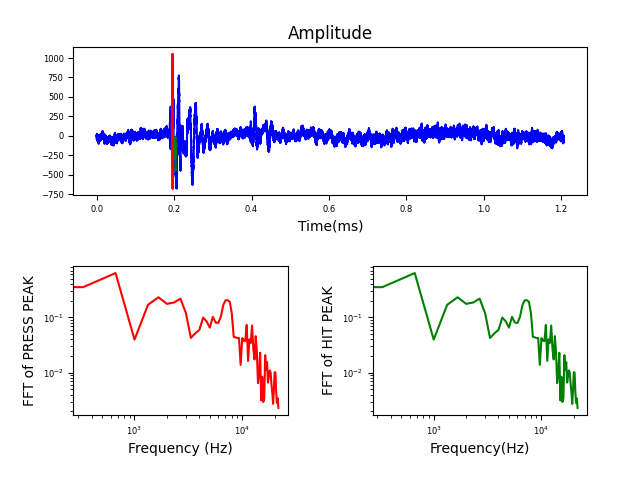 Amplitude
1000
750
500
250
0
−250
−500
−750
0.0 0.2 0.4 0.6 0.8 1.0 1.2
Time(ms)
FFT of PRESS PEAK
10⁻¹
10⁻²
10³ 10⁴
Frequency (Hz)
FFT of HIT PEAK
10⁻¹
10⁻²
10³ 10⁴
Frequency(Hz)